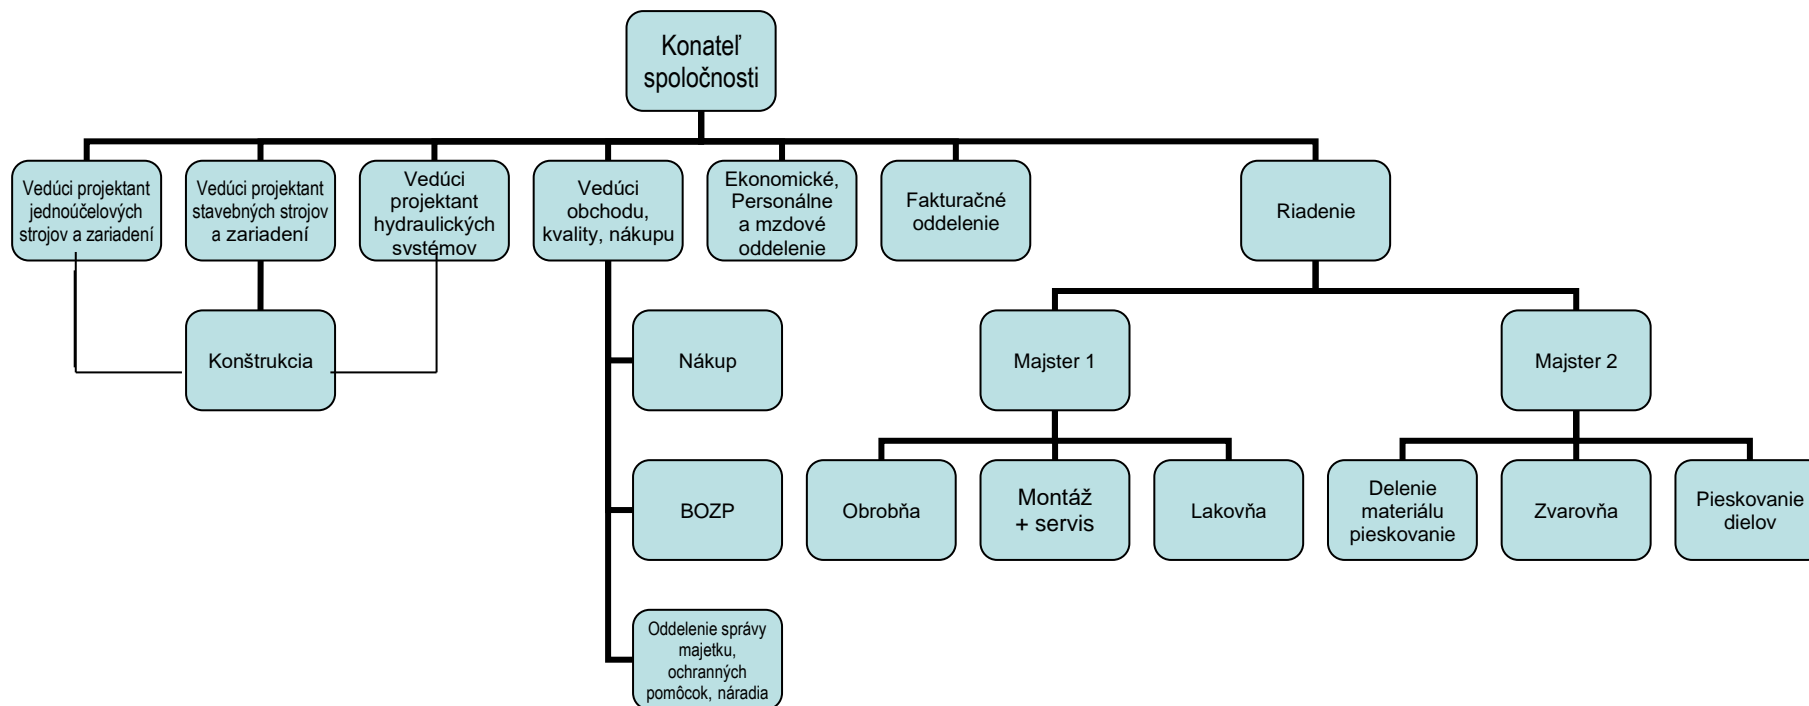 Konateľ
spoločnosti
Vedúci projektant
jednoúčelových
strojov a zariadení
Vedúci projektant
stavebných strojov
a zariadení
Vedúci
projektant
hydraulických
systémov
Vedúci
obchodu,
kvality, nákupu
Ekonomické,
Personálne
a mzdové
oddelenie
Fakturačné
oddelenie
Riadenie
Konštrukcia
Nákup
Majster 1
Majster 2
BOZP
Obrobňa
Montáž
+ servis
Lakovňa
Delenie
materiálu
pieskovanie
Zvarovňa
Pieskovanie
dielov
Oddelenie správy
majetku,
ochranných
pomôcok, náradia